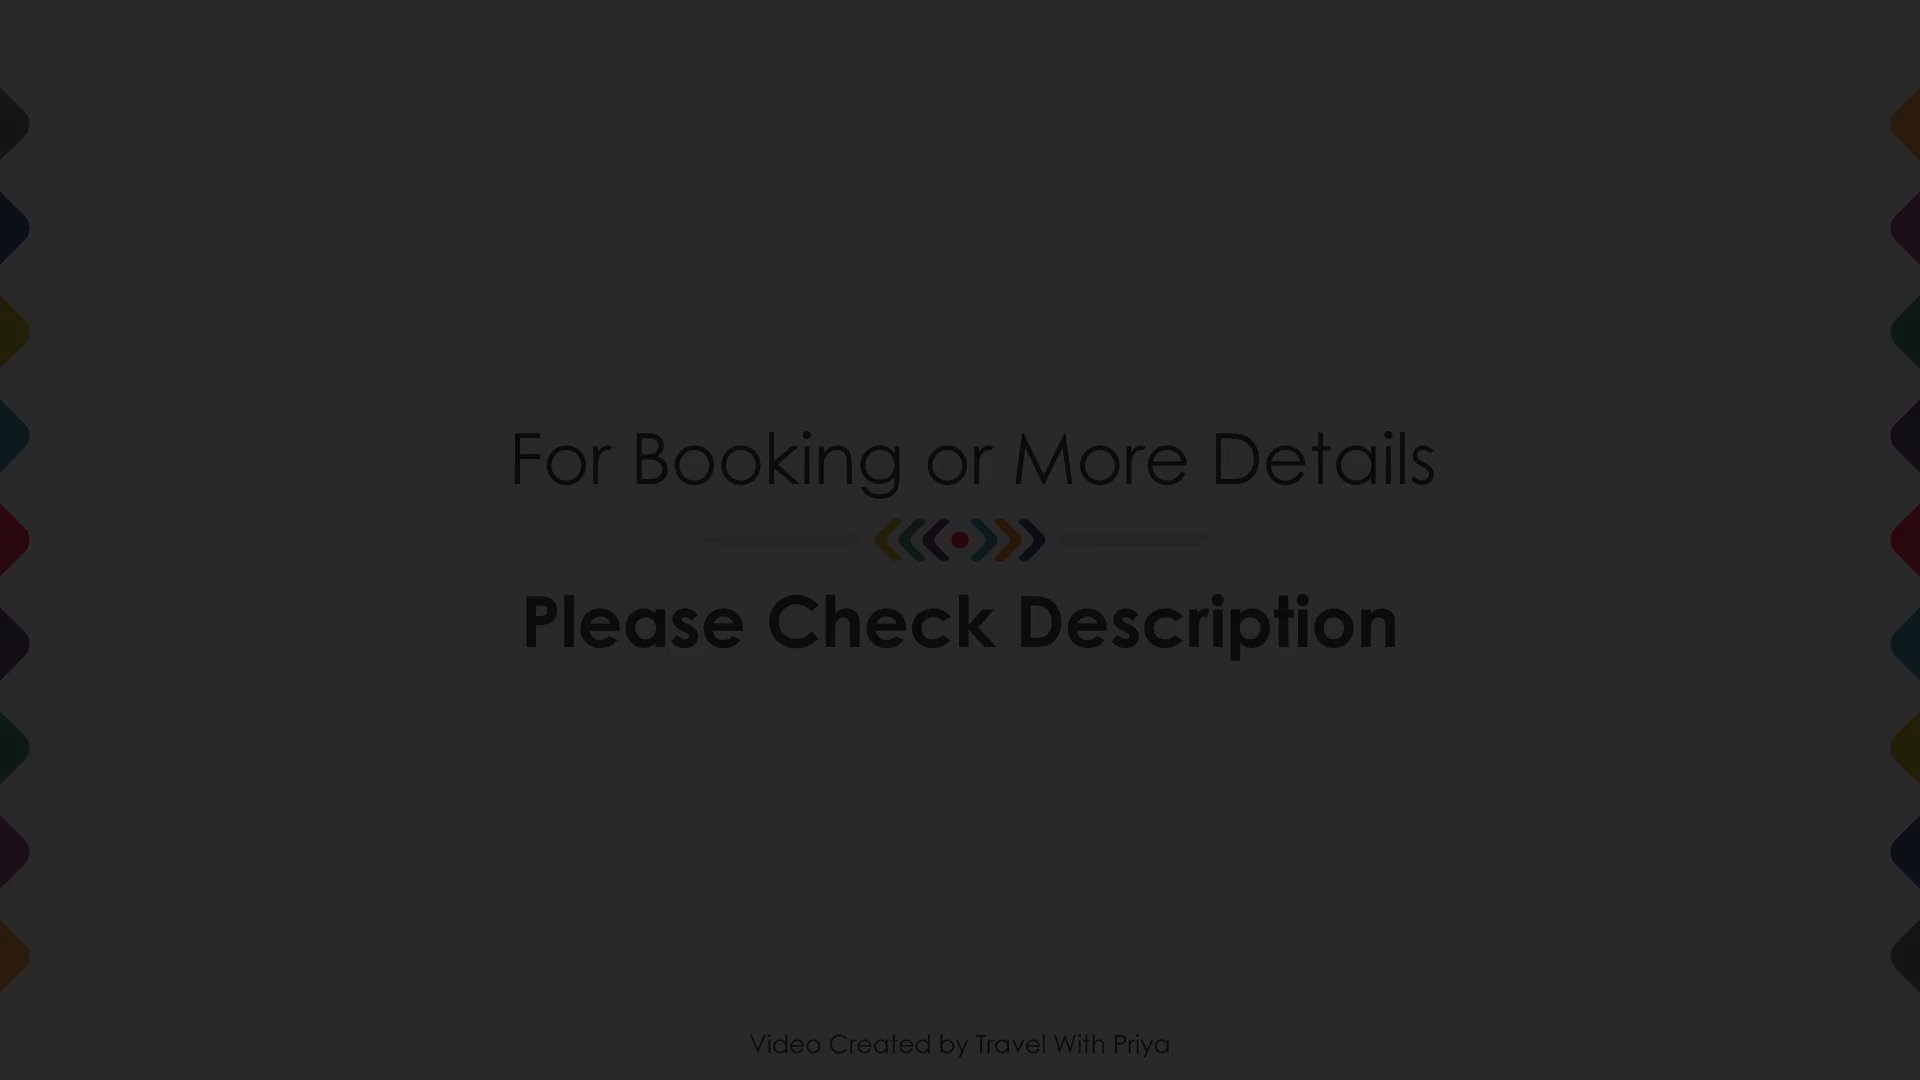 For Booking or More Details
Please Check Description
Video Created by Travel With Priya